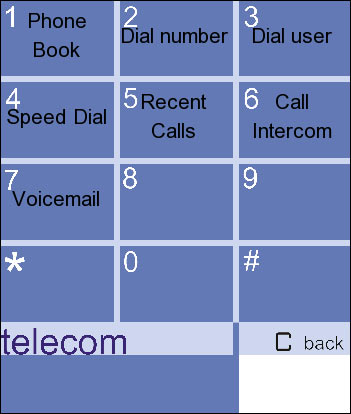 1 Phone
Book
2 Dial number
3 Dial user
4 Speed Dial
5 Recent
Calls
6 Call
Intercom
7 Voicemail
8
9
*
0
#
telecom
C back